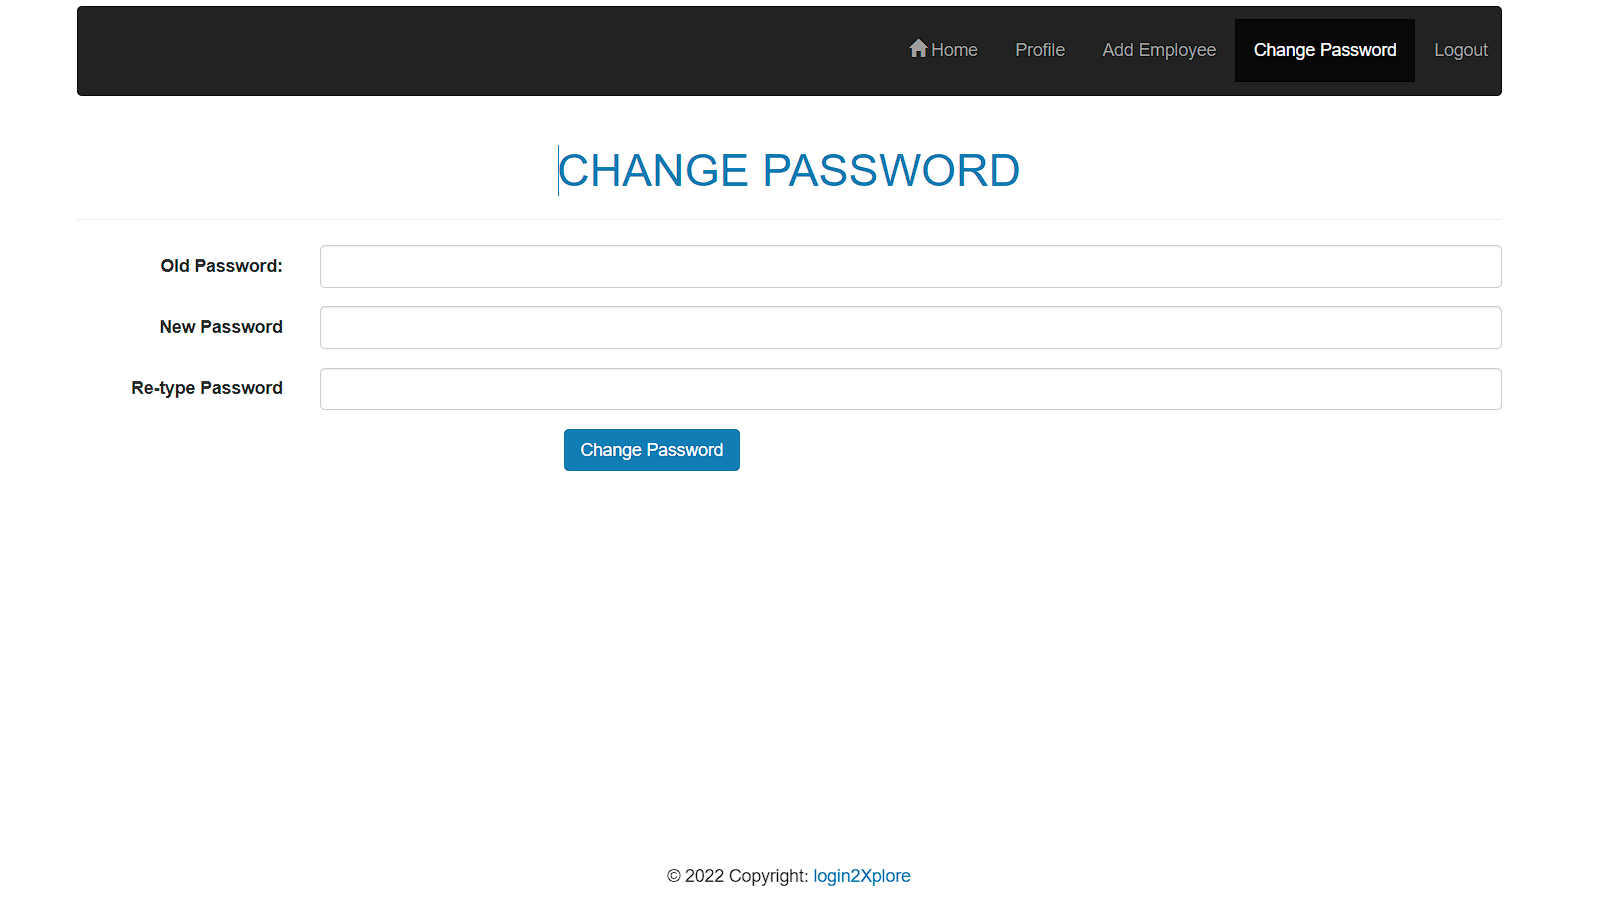 Home Profile Add Employee Change Password Logout
CHANGE PASSWORD
Old Password:
New Password
Re-type Password
Change Password
© 2022 Copyright: login2Xplore